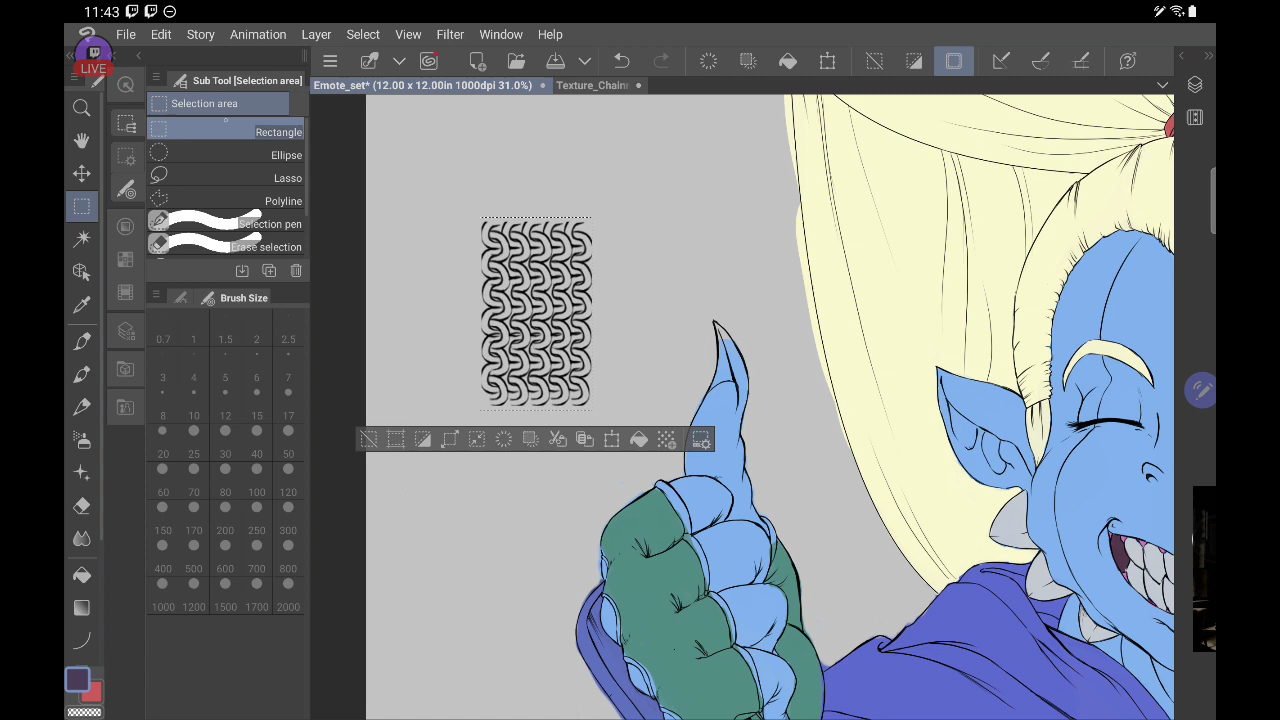 11:43
File Edit Story Animation Layer Select View Filter Window Help
LIVE
Sub Tool [Selection area]
Emote_set* (12.00 x 12.00in 1000dpi 31.0%)
Texture_Chainm
Selection area
Rectangle
Ellipse
Lasso
Polyline
Selection pen
Erase selection
Brush Size
0.7 1 1.5 2 2.5
3 4 5 6 7
8 10 12 15 17
20 25 30 40 50
60 70 80 100 120
150 170 200 250 300
400 500 600 700 800
1000 1200 1500 1700 2000